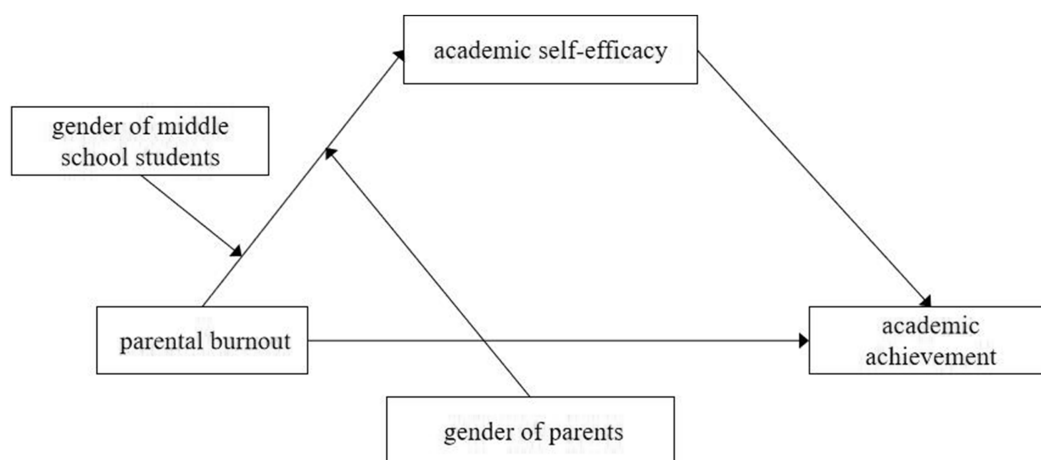 academic self-efficacy
gender of middle
school students
parental burnout
academic
achievement
gender of parents